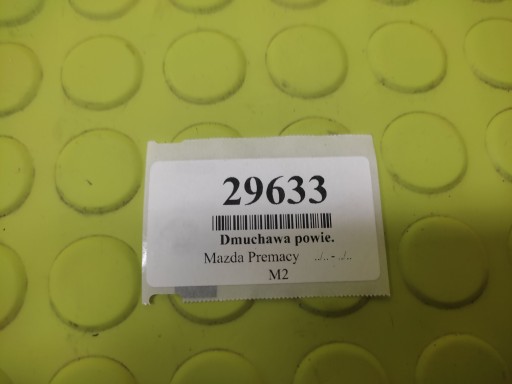 29633
Dmuchawa powie.
Mazda Premacy ../.. - ../..
M2